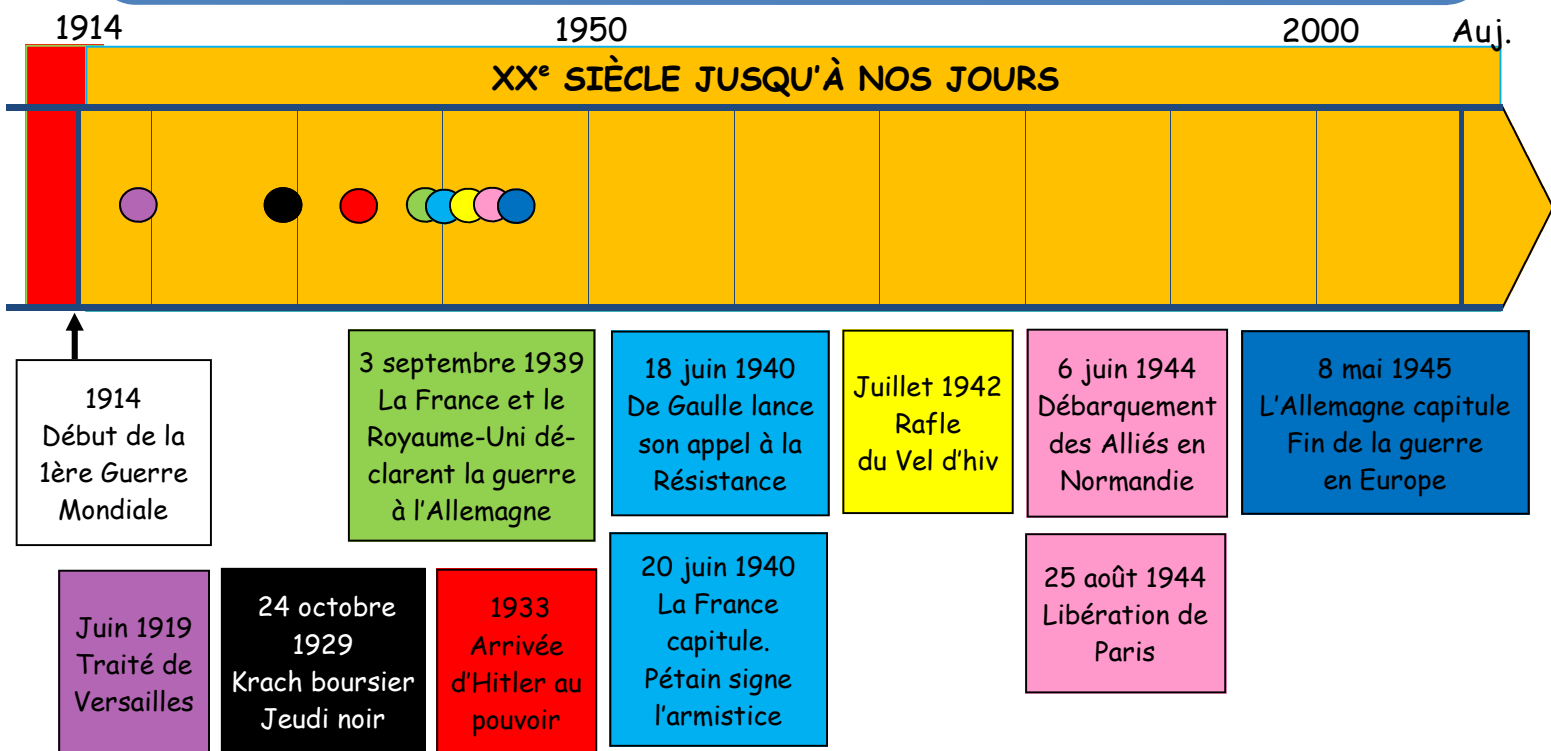 1914
1950
2000
Auj.
XXe SIÈCLE JUSQU'À NOS JOURS
1914
Début de la
1ère Guerre
Mondiale
3 septembre 1939
La France et le
Royaume-Uni dé-
clarent la guerre
à l'Allemagne
18 juin 1940
De Gaulle lance
son appel à la
Résistance
Juillet 1942
Rafle
du Vel d'hiv
6 juin 1944
Débarquement
des Alliés en
Normandie
8 mai 1945
L'Allemagne capitule
Fin de la guerre
en Europe
Juin 1919
Traité de
Versailles
24 octobre
1929
Krach boursier
Jeudi noir
1933
Arrivée
d'Hitler au
pouvoir
20 juin 1940
La France
capitule.
Pétain signe
l'armistice
25 août 1944
Libération de
Paris